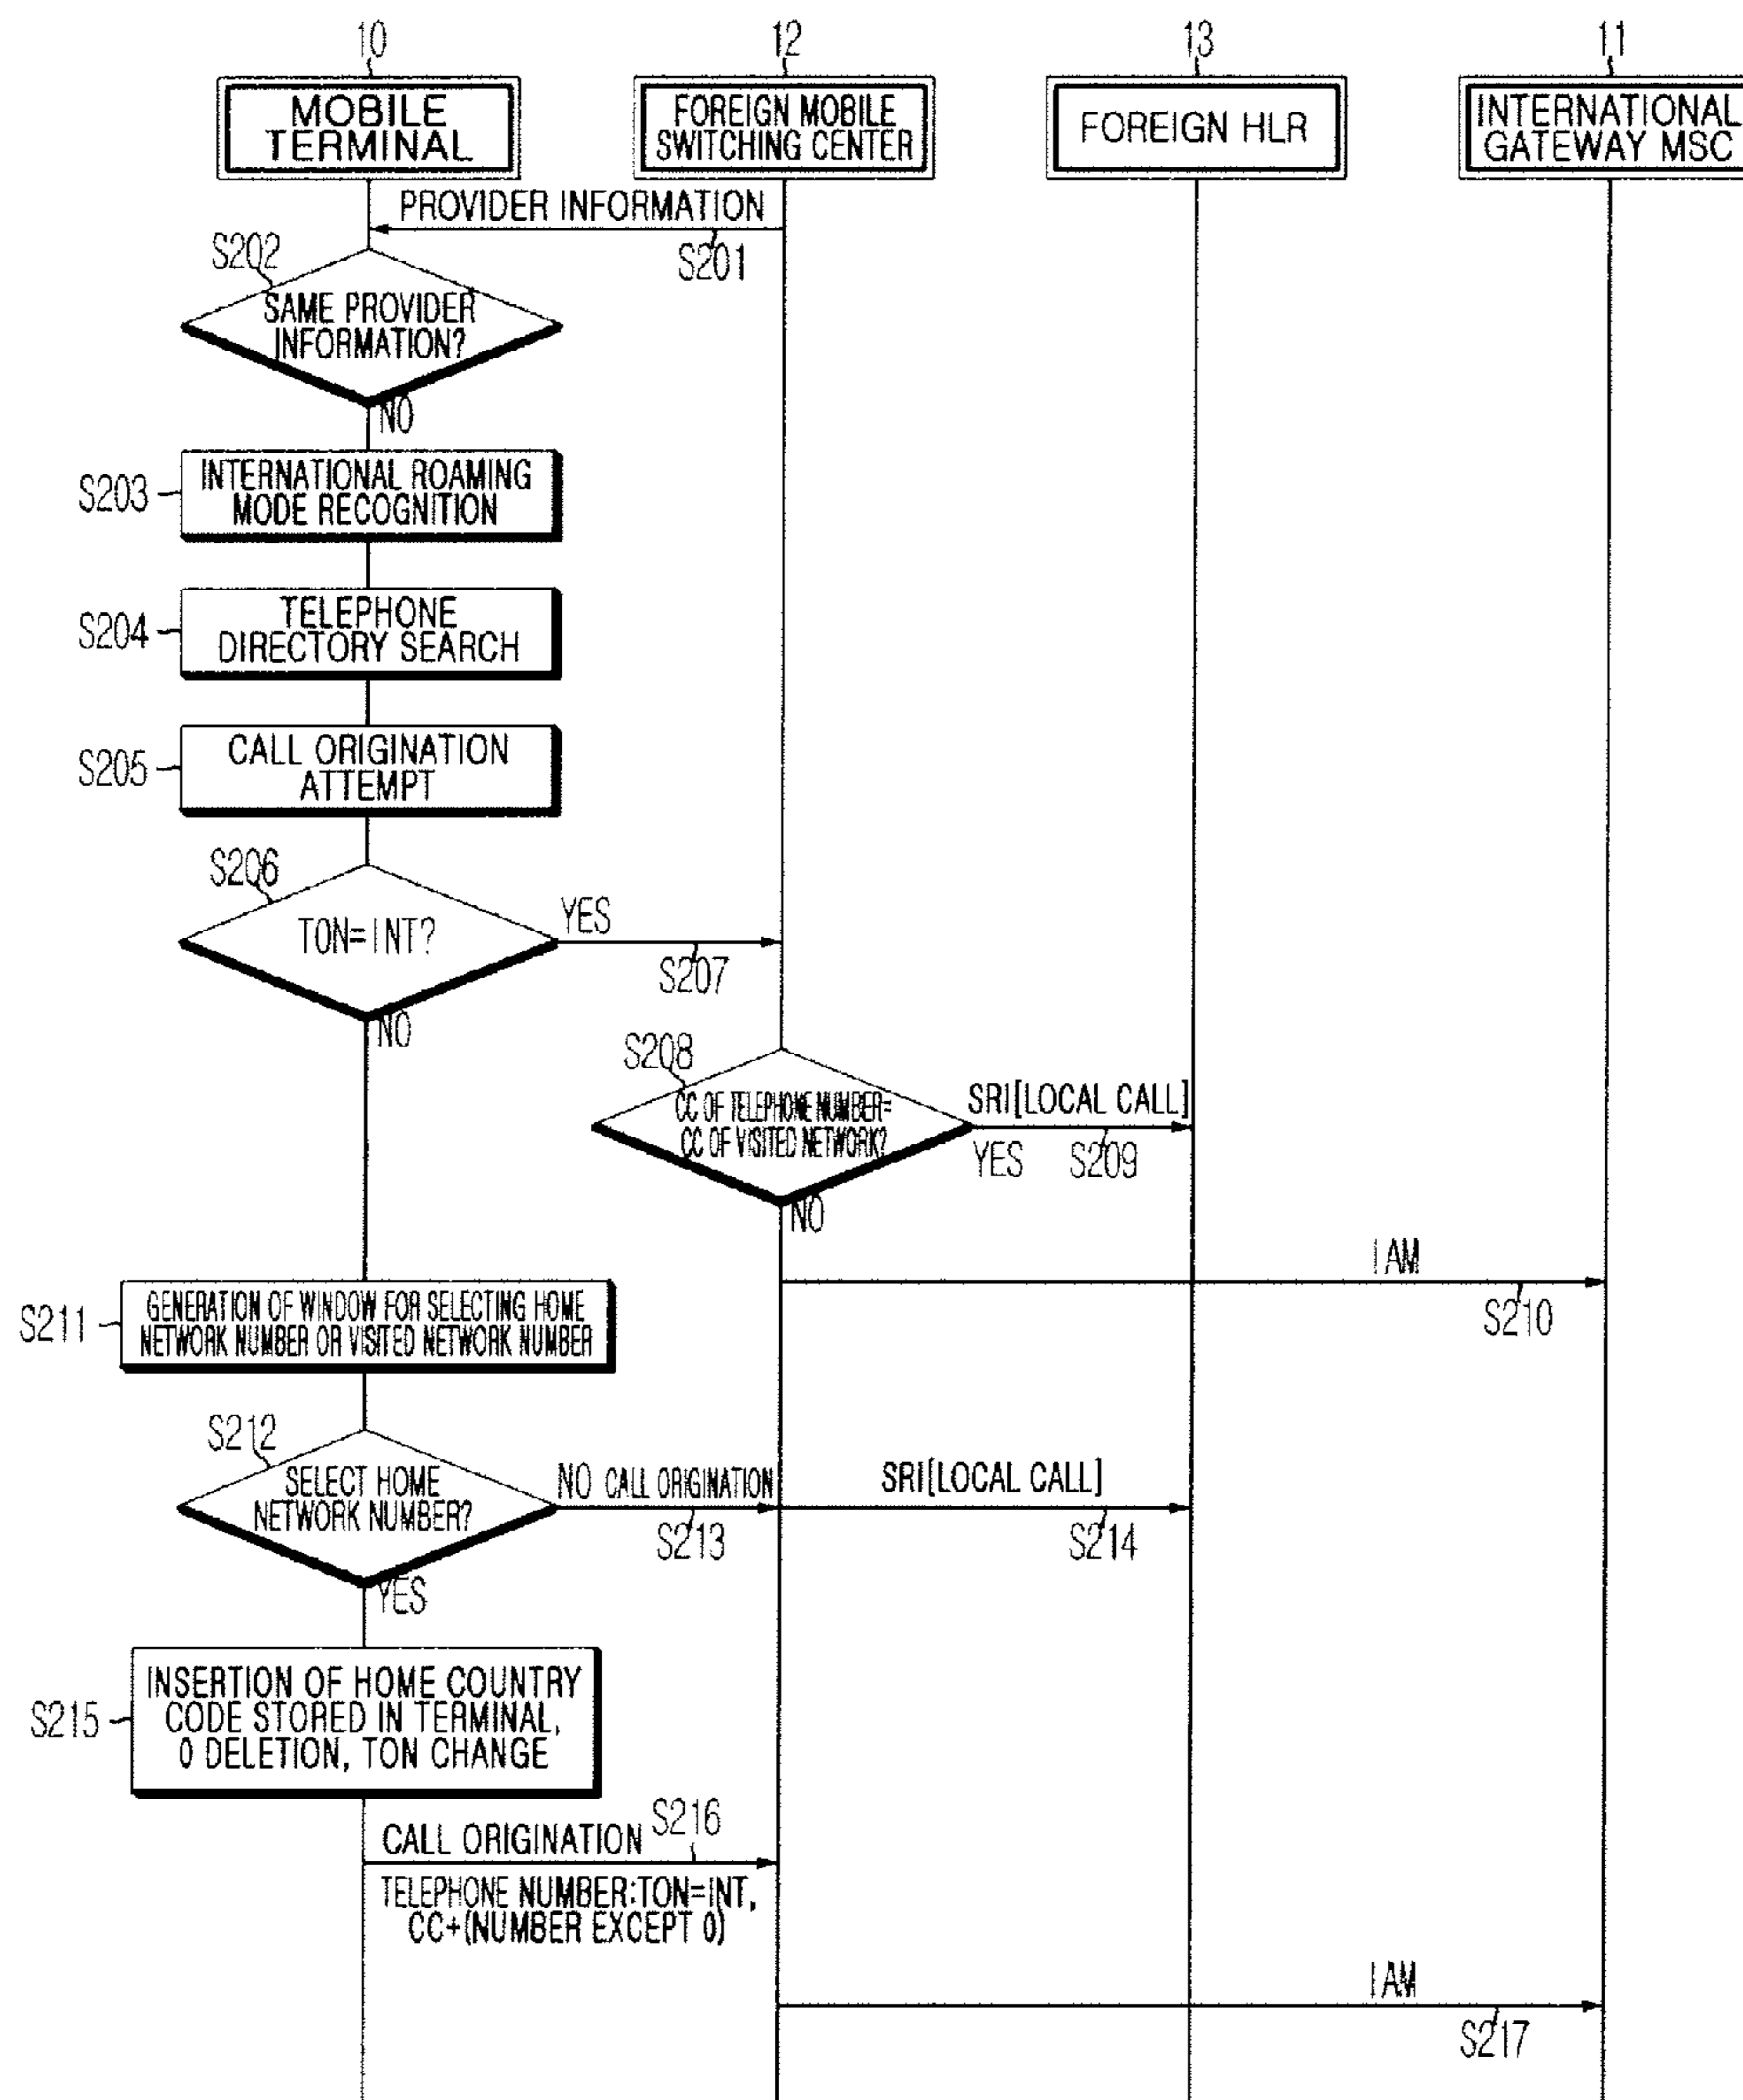 10
12
13
11
MOBILE
TERMINAL
FOREIGN MOBILE
SWITCHING CENTER
FOREIGN HLR
INTERNATIONAL
GATEWAY MSC
PROVIDER INFORMATION
S201
S202
SAME PROVIDER
INFORMATION?
NO
S203
INTERNATIONAL ROAMING
MODE RECOGNITION
S204
TELEPHONE
DIRECTORY SEARCH
S205
CALL ORIGINATION
ATTEMPT
S206
TON=INT?
YES
S207
NO
S208
CC OF TELEPHONE NUMBER=
CC OF VISITED NETWORK?
SRI[LOCAL CALL]
YES
S209
NO
IAM
S210
S211
GENERATION OF WINDOW FOR SELECTING HOME
NETWORK NUMBER OR VISITED NETWORK NUMBER
S212
SELECT HOME
NETWORK NUMBER?
NO CALL ORIGINATION
S213
SRI[LOCAL CALL]
S214
YES
S215
INSERTION OF HOME COUNTRY
CODE STORED IN TERMINAL,
0 DELETION, TON CHANGE
S216
CALL ORIGINATION
TELEPHONE NUMBER:TON=INT,
CC+(NUMBER EXCEPT 0)
IAM
S217